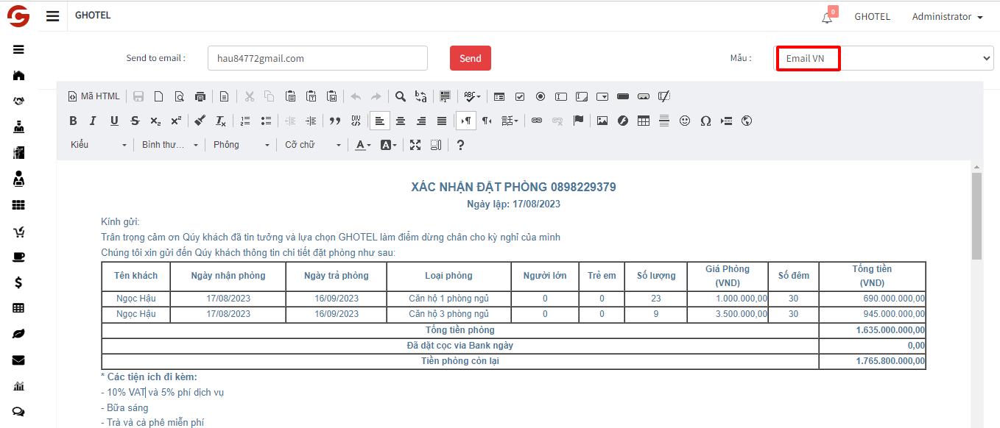 GHOTEL
0
GHOTEL
Administrator
Send to email :
hau84772gmail.com
Send
Mẫu :
Email VN
Mã HTML
Kiểu
Bình thư...
Phông
Cỡ chữ
XÁC NHẬN ĐẶT PHÒNG 0898229379
Ngày lập: 17/08/2023
Kính gửi:
Trân trọng cảm ơn Qúy khách đã tin tưởng và lựa chọn GHOTEL làm điểm dừng chân cho kỳ nghỉ của mình
Chúng tôi xin gửi đến Qúy khách thông tin chi tiết đặt phòng như sau:
Tên khách Ngày nhận phòng Ngày trả phòng Loại phòng Người lớn Trẻ em Số lượng Giá Phòng (VND) Số đêm Tổng tiền (VND)
Ngọc Hậu 17/08/2023 16/09/2023 Căn hộ 1 phòng ngủ 0 0 23 1.000.000,00 30 690.000.000,00
Ngọc Hậu 17/08/2023 16/09/2023 Căn hộ 3 phòng ngủ 0 0 9 3.500.000,00 30 945.000.000,00
Tổng tiền phòng 1.635.000.000,00
Đã dặt cọc via Bank ngày 0,00
Tiền phòng còn lại 1.765.800.000,00
* Các tiện ích đi kèm:
- 10% VAT và 5% phí dịch vụ
- Bữa sáng
- Trà và cà phê miễn phí